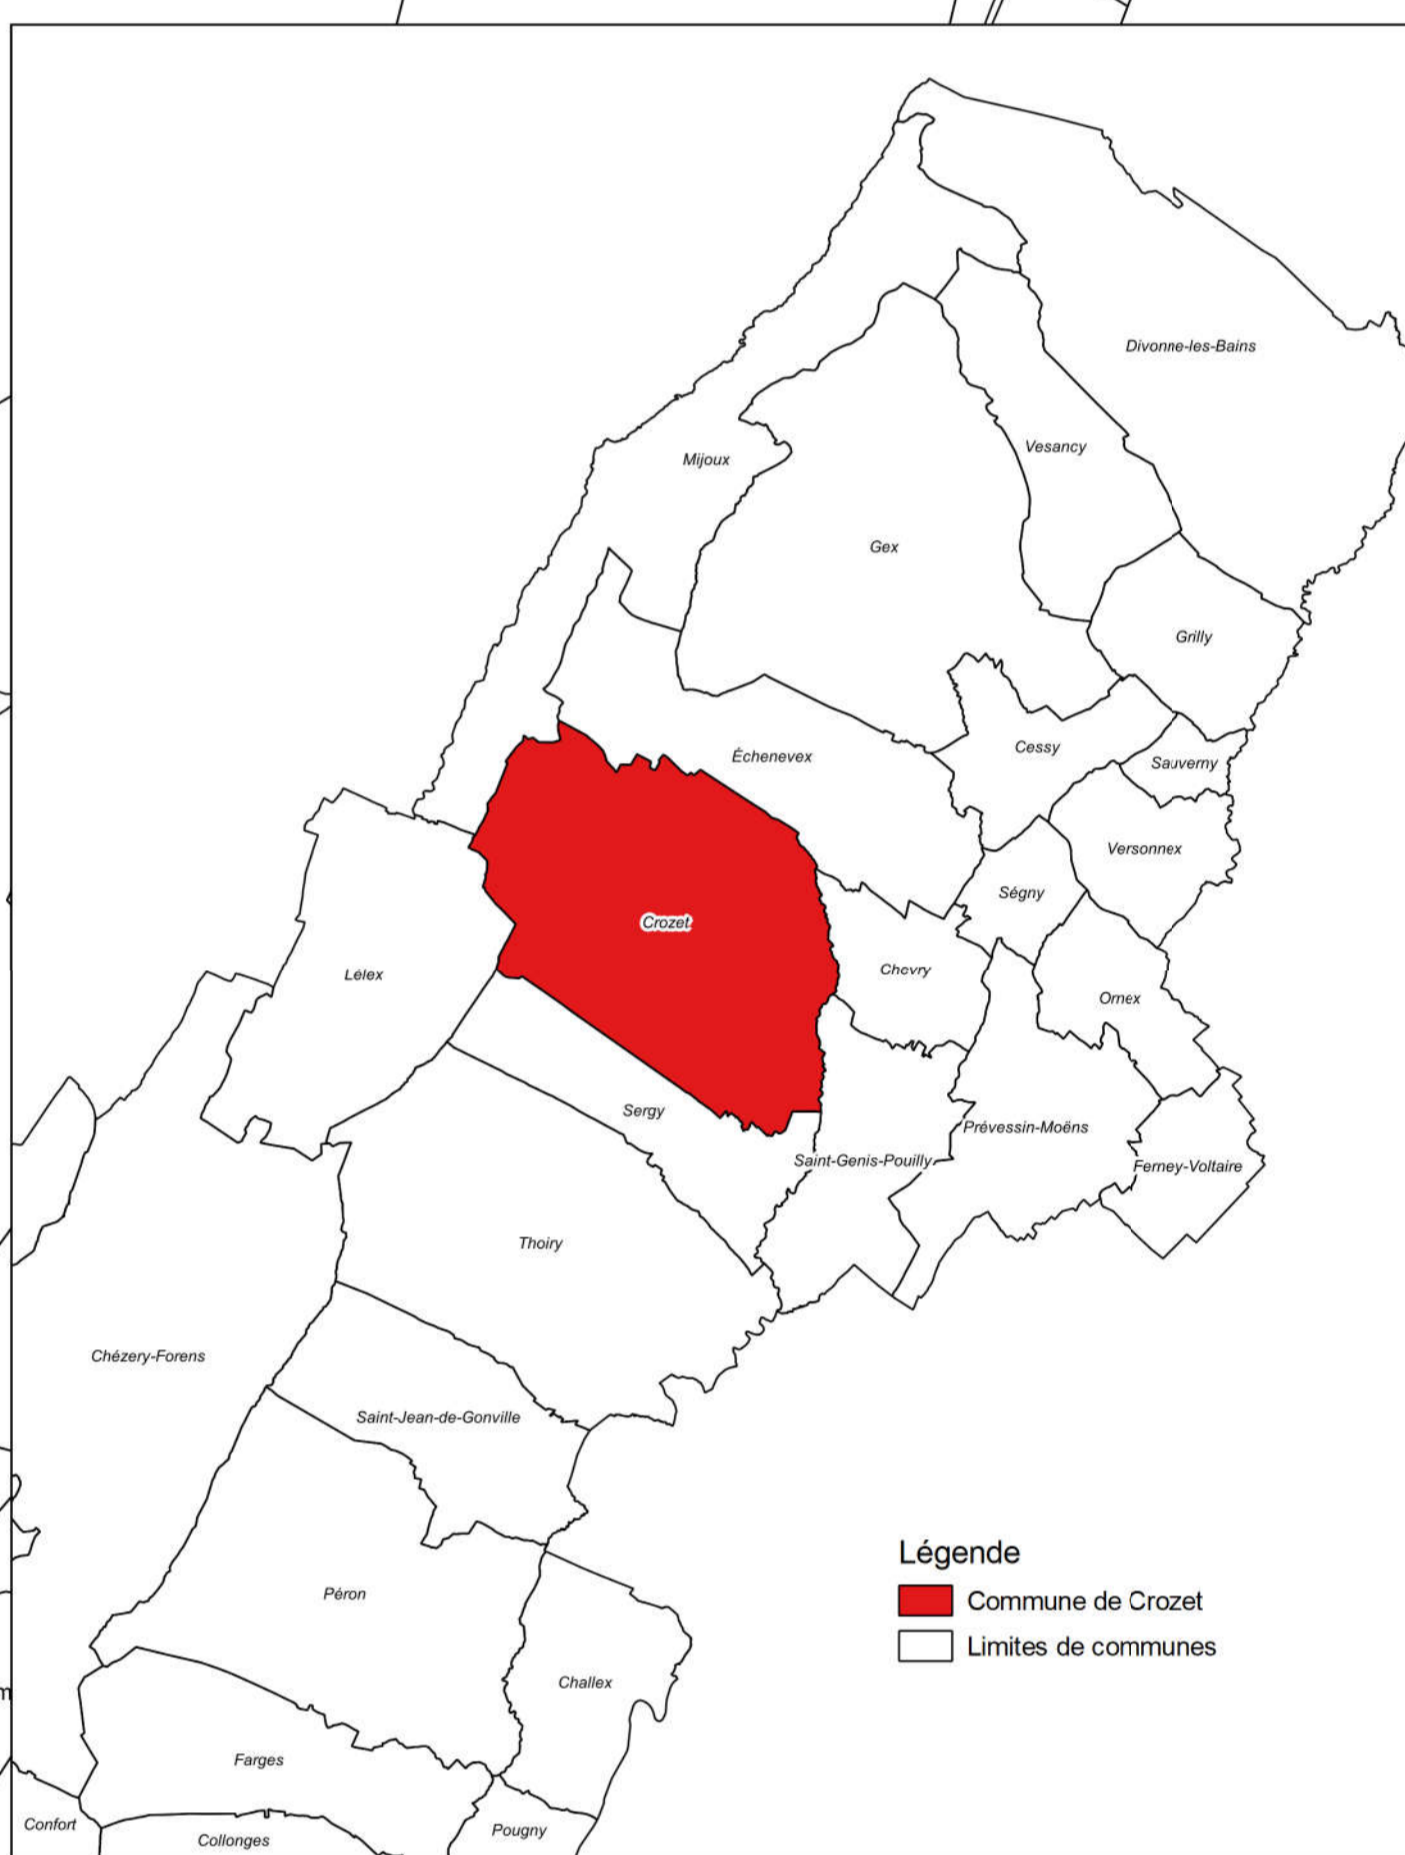 Divonne-les-Bains
Vesancy
Mijoux
Gex
Grilly
Cessy
Échenevex
Sauverny
Versonnex
Ségny
Crozet
Chevry
Lélex
Ornex
Sergy
Prévessin-Moëns
Saint-Genis-Pouilly
Ferney-Voltaire
Thoiry
Chézery-Forens
Saint-Jean-de-Gonville
Légende
Commune de Crozet
Limites de communes
Péron
Challex
Farges
Confort
Pougny
Collonges